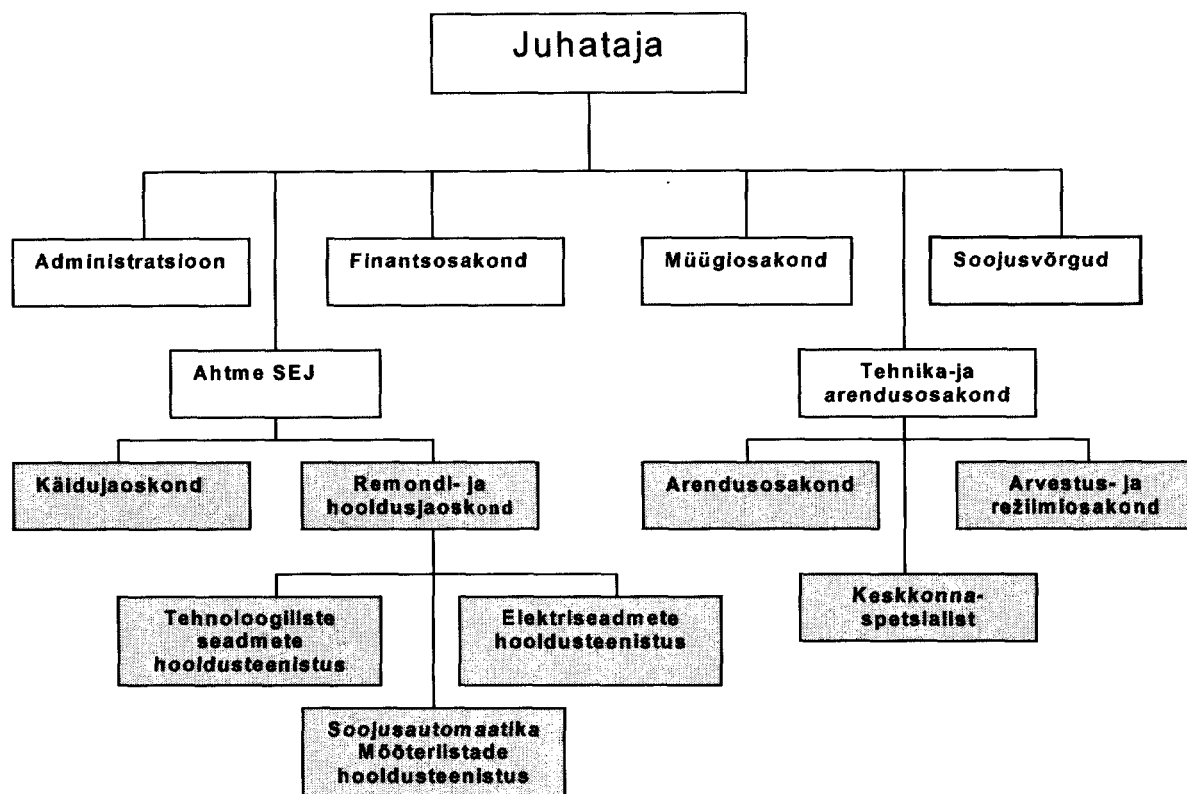 Juhataja
Administratsioon
Finantsosakond
Müügiosakond
Soojusvõrgud
Ahtme SEJ
Tehnika-ja
arendusosakond
Käidujaoskond
Remondi- ja
hooldusjaoskond
Arendusosakond
Arvestus- ja
režiimiosakond
Tehnoloogiliste
seadmete
hooldusteenistus
Elektriseadmete
hooldusteenistus
Keskkonna-
spetsialist
Soojusautomaatika
Mõõteriistade
hooldusteenistus